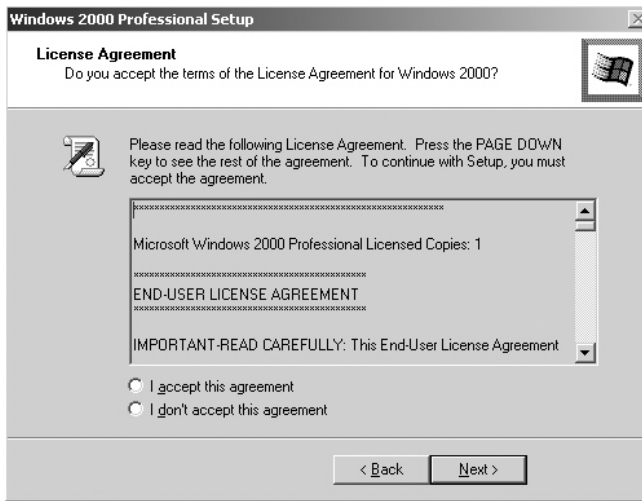 Windows 2000 Professional Setup
License Agreement
Do you accept the terms of the License Agreement for Windows 2000?
Please read the following License Agreement. Press the PAGE DOWN
key to see the rest of the agreement. To continue with Setup, you must
accept the agreement.
Microsoft Windows 2000 Professional Licensed Copies: 1
END-USER LICENSE AGREEMENT
IMPORTANT-READ CAREFULLY: This End-User License Agreement
I accept this agreement
I don't accept this agreement
< Back Next >